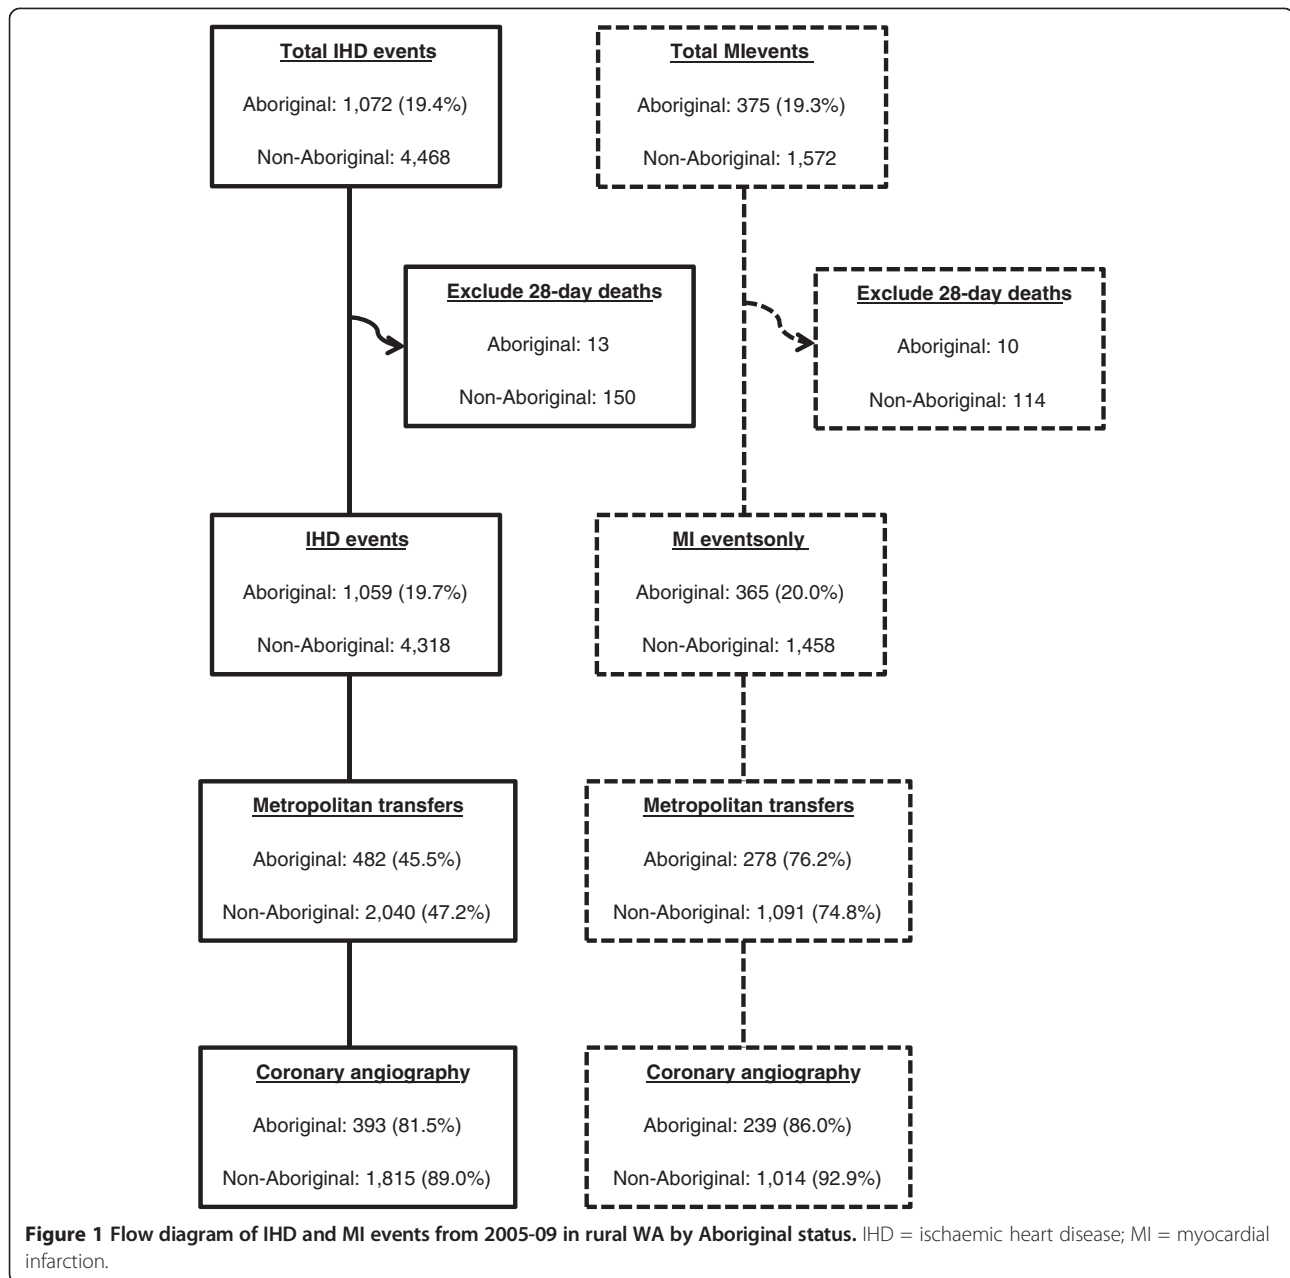 Total IHD events
Aboriginal: 1,072 (19.4%)
Non-Aboriginal: 4,468
Total MIevents
Aboriginal: 375 (19.3%)
Non-Aboriginal: 1,572
Exclude 28-day deaths
Aboriginal: 13
Non-Aboriginal: 150
Exclude 28-day deaths
Aboriginal: 10
Non-Aboriginal: 114
IHD events
Aboriginal: 1,059 (19.7%)
Non-Aboriginal: 4,318
MI eventsonly
Aboriginal: 365 (20.0%)
Non-Aboriginal: 1,458
Metropolitan transfers
Aboriginal: 482 (45.5%)
Non-Aboriginal: 2,040 (47.2%)
Metropolitan transfers
Aboriginal: 278 (76.2%)
Non-Aboriginal: 1,091 (74.8%)
Coronary angiography
Aboriginal: 393 (81.5%)
Non-Aboriginal: 1,815 (89.0%)
Coronary angiography
Aboriginal: 239 (86.0%)
Non-Aboriginal: 1,014 (92.9%)
Figure 1 Flow diagram of IHD and MI events from 2005-09 in rural WA by Aboriginal status. IHD = ischaemic heart disease; MI = myocardial
infarction.